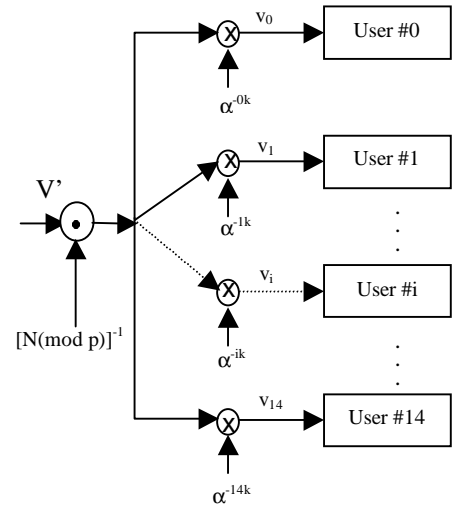 v₀
User #0
X
α⁻⁰ᵏ
v₁
User #1
X
α⁻¹ᵏ
V’
[N(mod p)]⁻¹
vᵢ
User #i
X
α⁻ⁱᵏ
v₁₄
User #14
X
α⁻¹⁴ᵏ